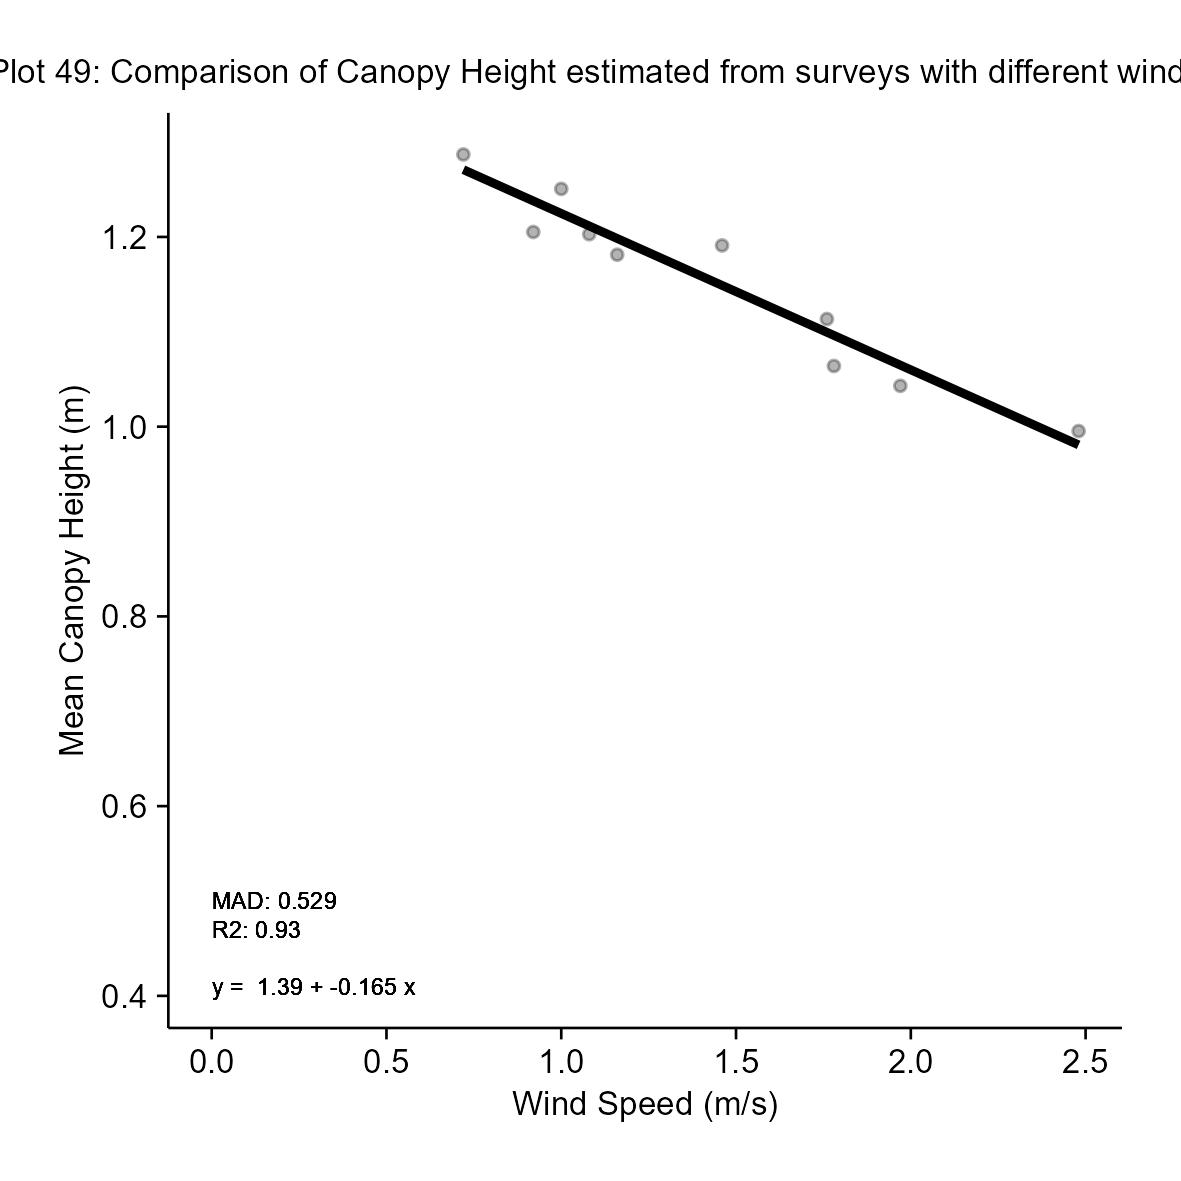 Plot 49: Comparison of Canopy Height estimated from surveys with different wind
1.2
1.0
0.8
0.6
0.4
Mean Canopy Height (m)
MAD: 0.529
R2: 0.93
y =  1.39 + -0.165 x
0.0 0.5 1.0 1.5 2.0 2.5
Wind Speed (m/s)